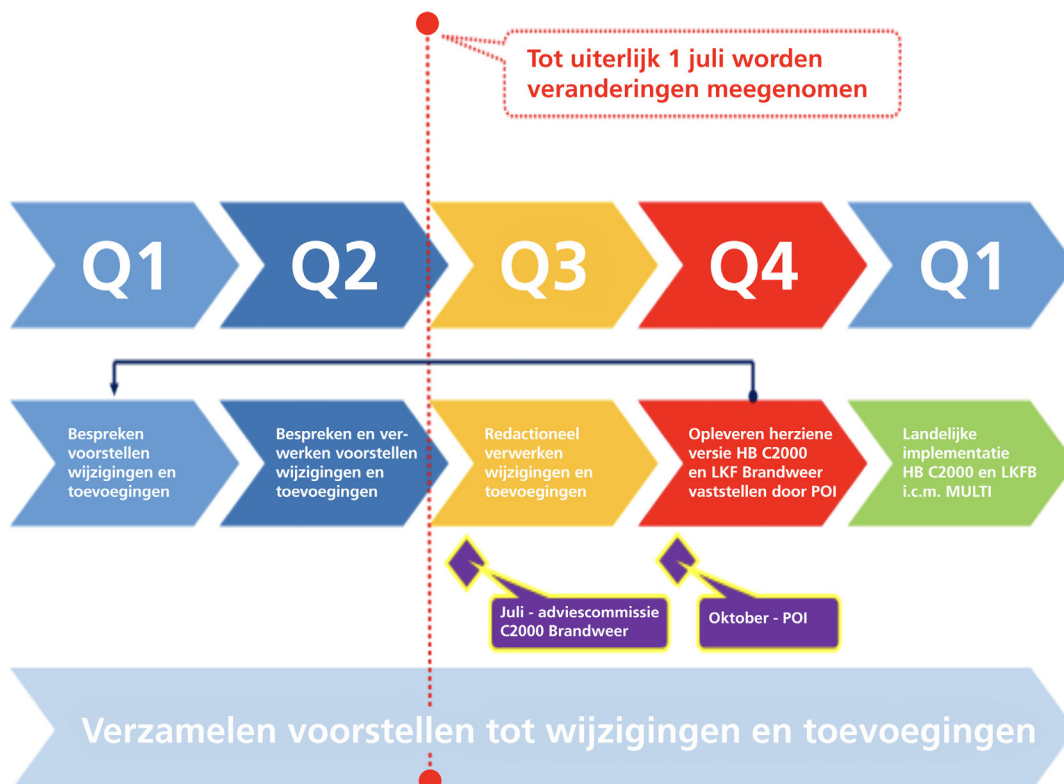 Tot uiterlijk 1 juli worden
veranderingen meegenomen
Q1
Q2
Q3
Q4
Q1
Bespreken
voorstellen
wijzigingen en
toevoegingen
Bespreken en ver-
werken voorstellen
wijzigingen en
toevoegingen
Redactioneel
verwerken
wijzigingen en
toevoegingen
Opleveren herziene
versie HB C2000
en LKF Brandweer
vaststellen door POI
Landelijke
implementatie
HB C2000 en LKFB
i.c.m. MULTI
Juli - adviescommissie
C2000 Brandweer
Oktober - POI
Verzamelen voorstellen tot wijzigingen en toevoegingen